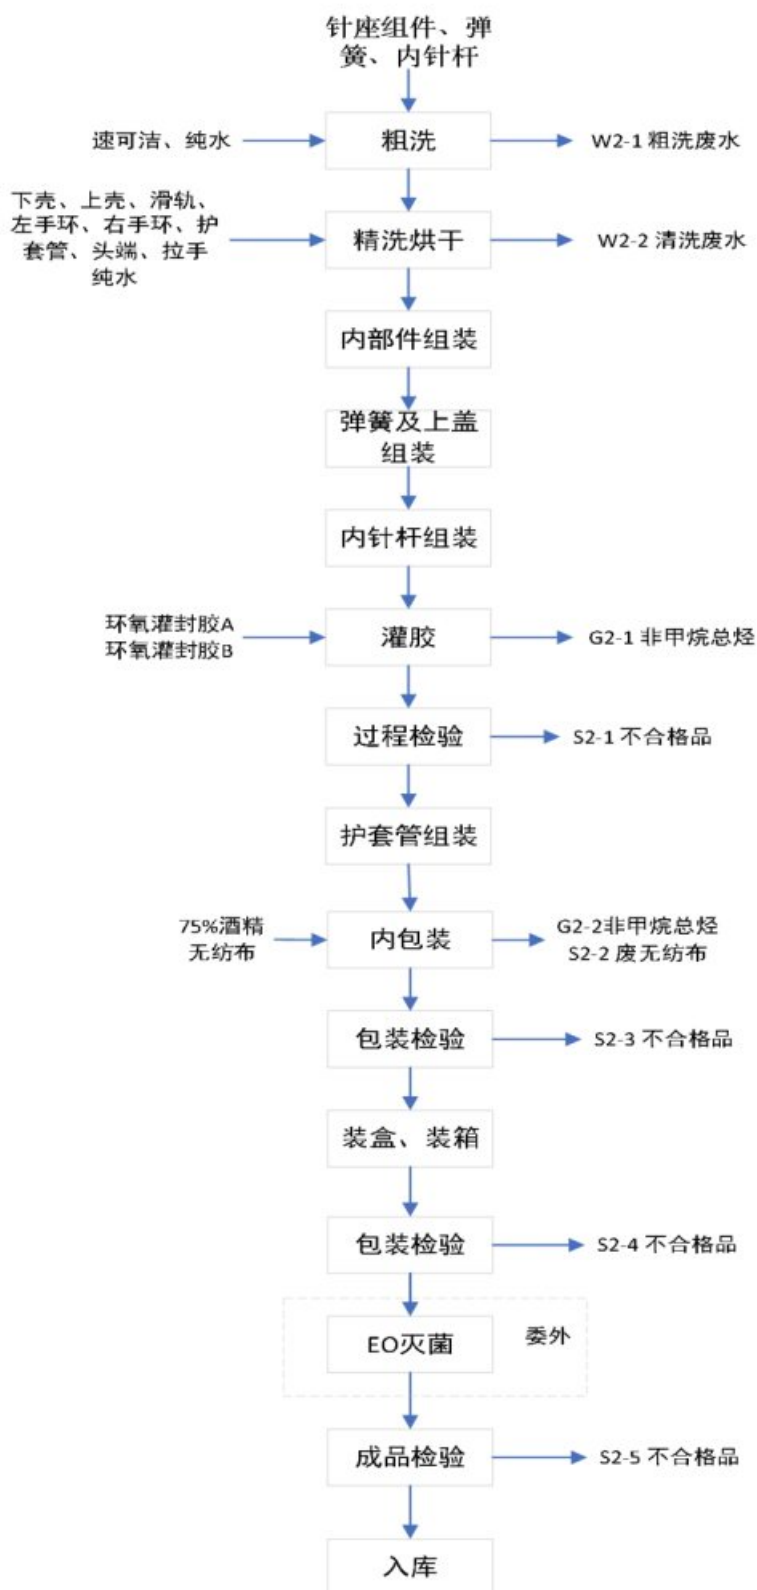 针座组件、弹
簧、内针杆
速可洁、纯水
粗洗
W2-1 粗洗废水
下壳、上壳、滑轨、
左手环、右手环、护
套管、头端、拉手
纯水
精洗烘干
W2-2 清洗废水
内部件组装
弹簧及上盖
组装
内针杆组装
环氧灌封胶A
环氧灌封胶B
灌胶
G2-1 非甲烷总烃
过程检验
S2-1 不合格品
护套管组装
75%酒精
无纺布
内包装
G2-2非甲烷总烃
S2-2 废无纺布
包装检验
S2-3 不合格品
装盒、装箱
包装检验
S2-4 不合格品
EO灭菌
委外
成品检验
S2-5 不合格品
入库